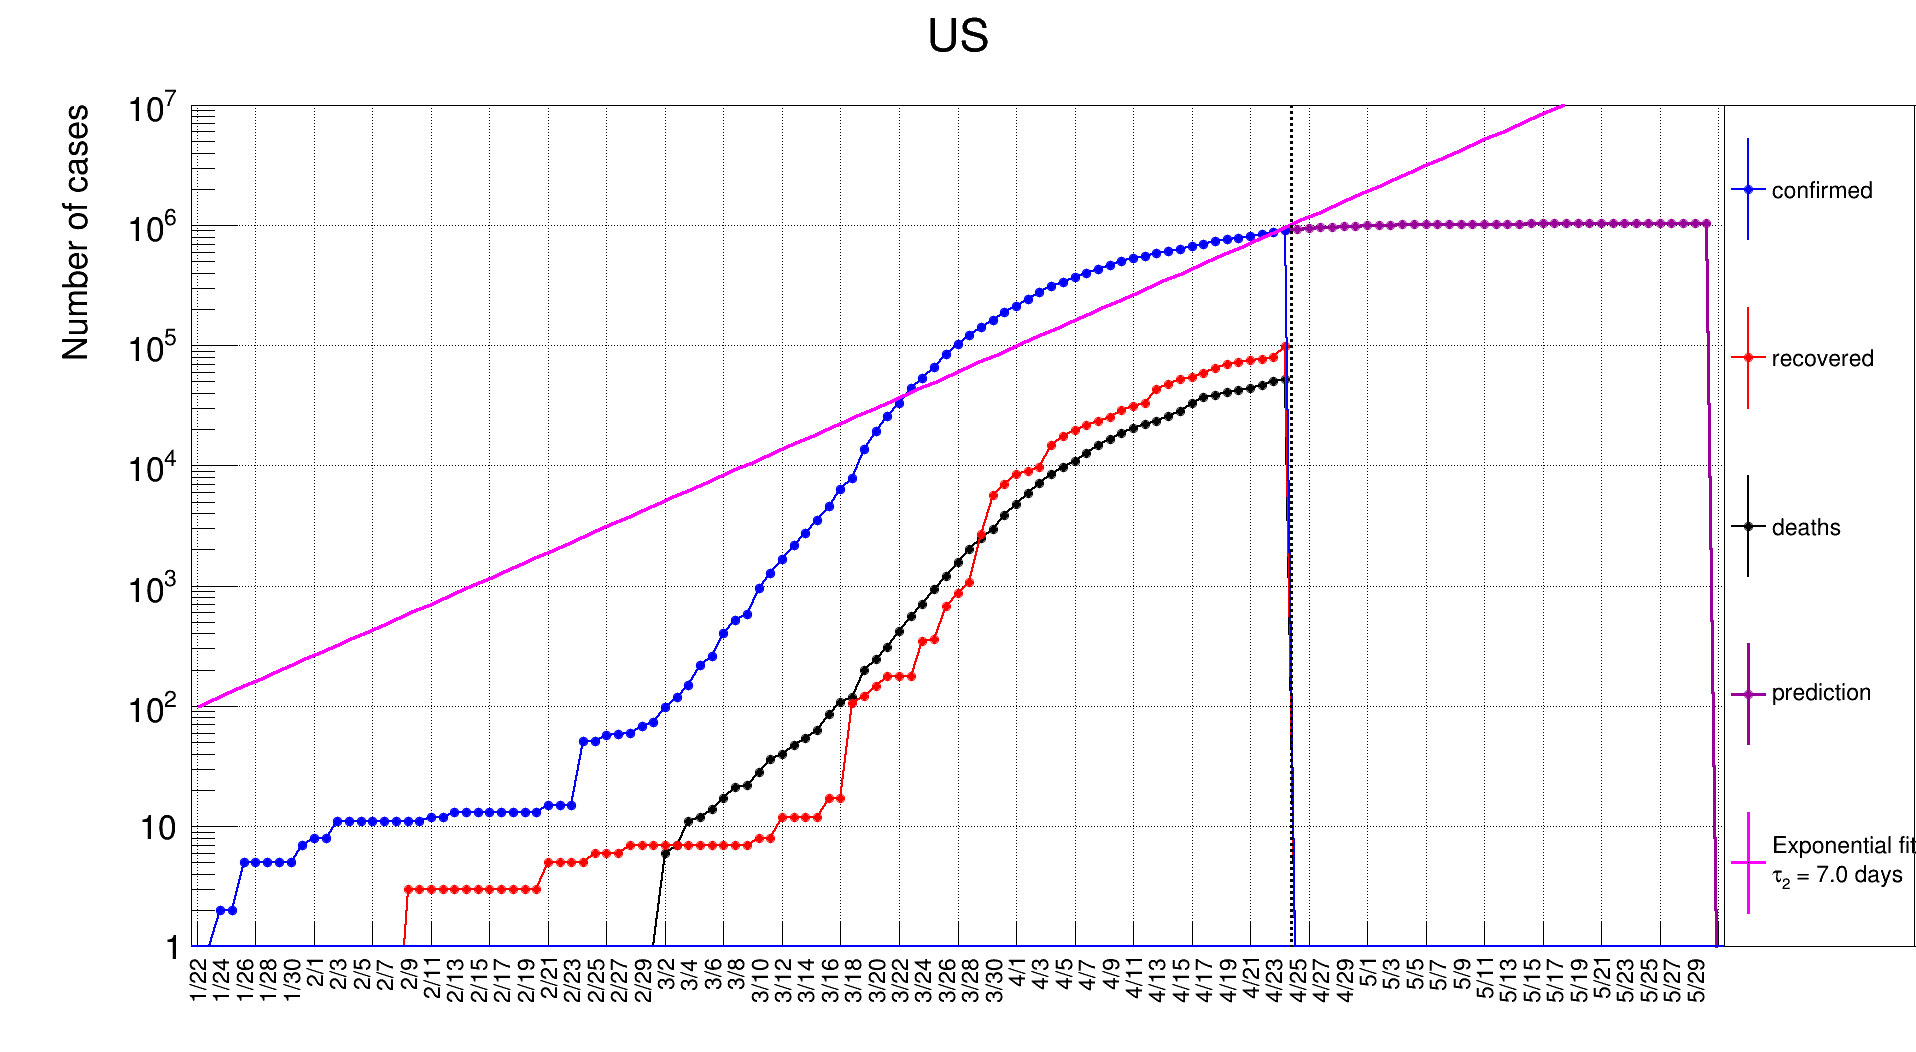 US
Number of cases
10^7
10^6
10^5
10^4
10^3
10^2
10
1
1/22 1/24 1/26 1/28 1/30 2/1 2/3 2/5 2/7 2/9 2/11 2/13 2/15 2/17 2/19 2/21 2/23 2/25 2/27 2/29 3/2 3/4 3/6 3/8 3/10 3/12 3/14 3/16 3/18 3/20 3/22 3/24 3/26 3/28 3/30 4/1 4/3 4/5 4/7 4/9 4/11 4/13 4/15 4/17 4/19 4/21 4/23 4/25 4/27 4/29 5/1 5/3 5/5 5/7 5/9 5/11 5/13 5/15 5/17 5/19 5/21 5/23 5/25 5/27 5/29
confirmed
recovered
deaths
prediction
Exponential fit
τ₂ = 7.0 days